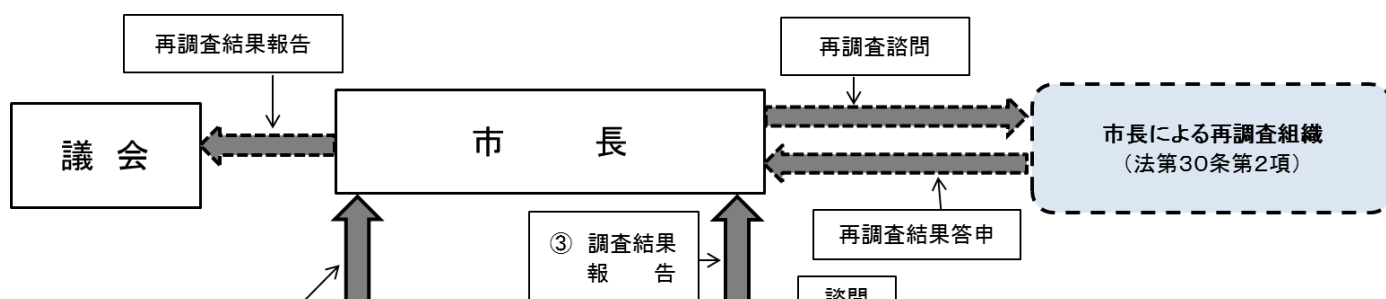 再調査結果報告
再調査諮問
議 会
市 長
市長による再調査組織
(法第30条第2項)
③ 調査結果
報 告
再調査結果答申
諮問